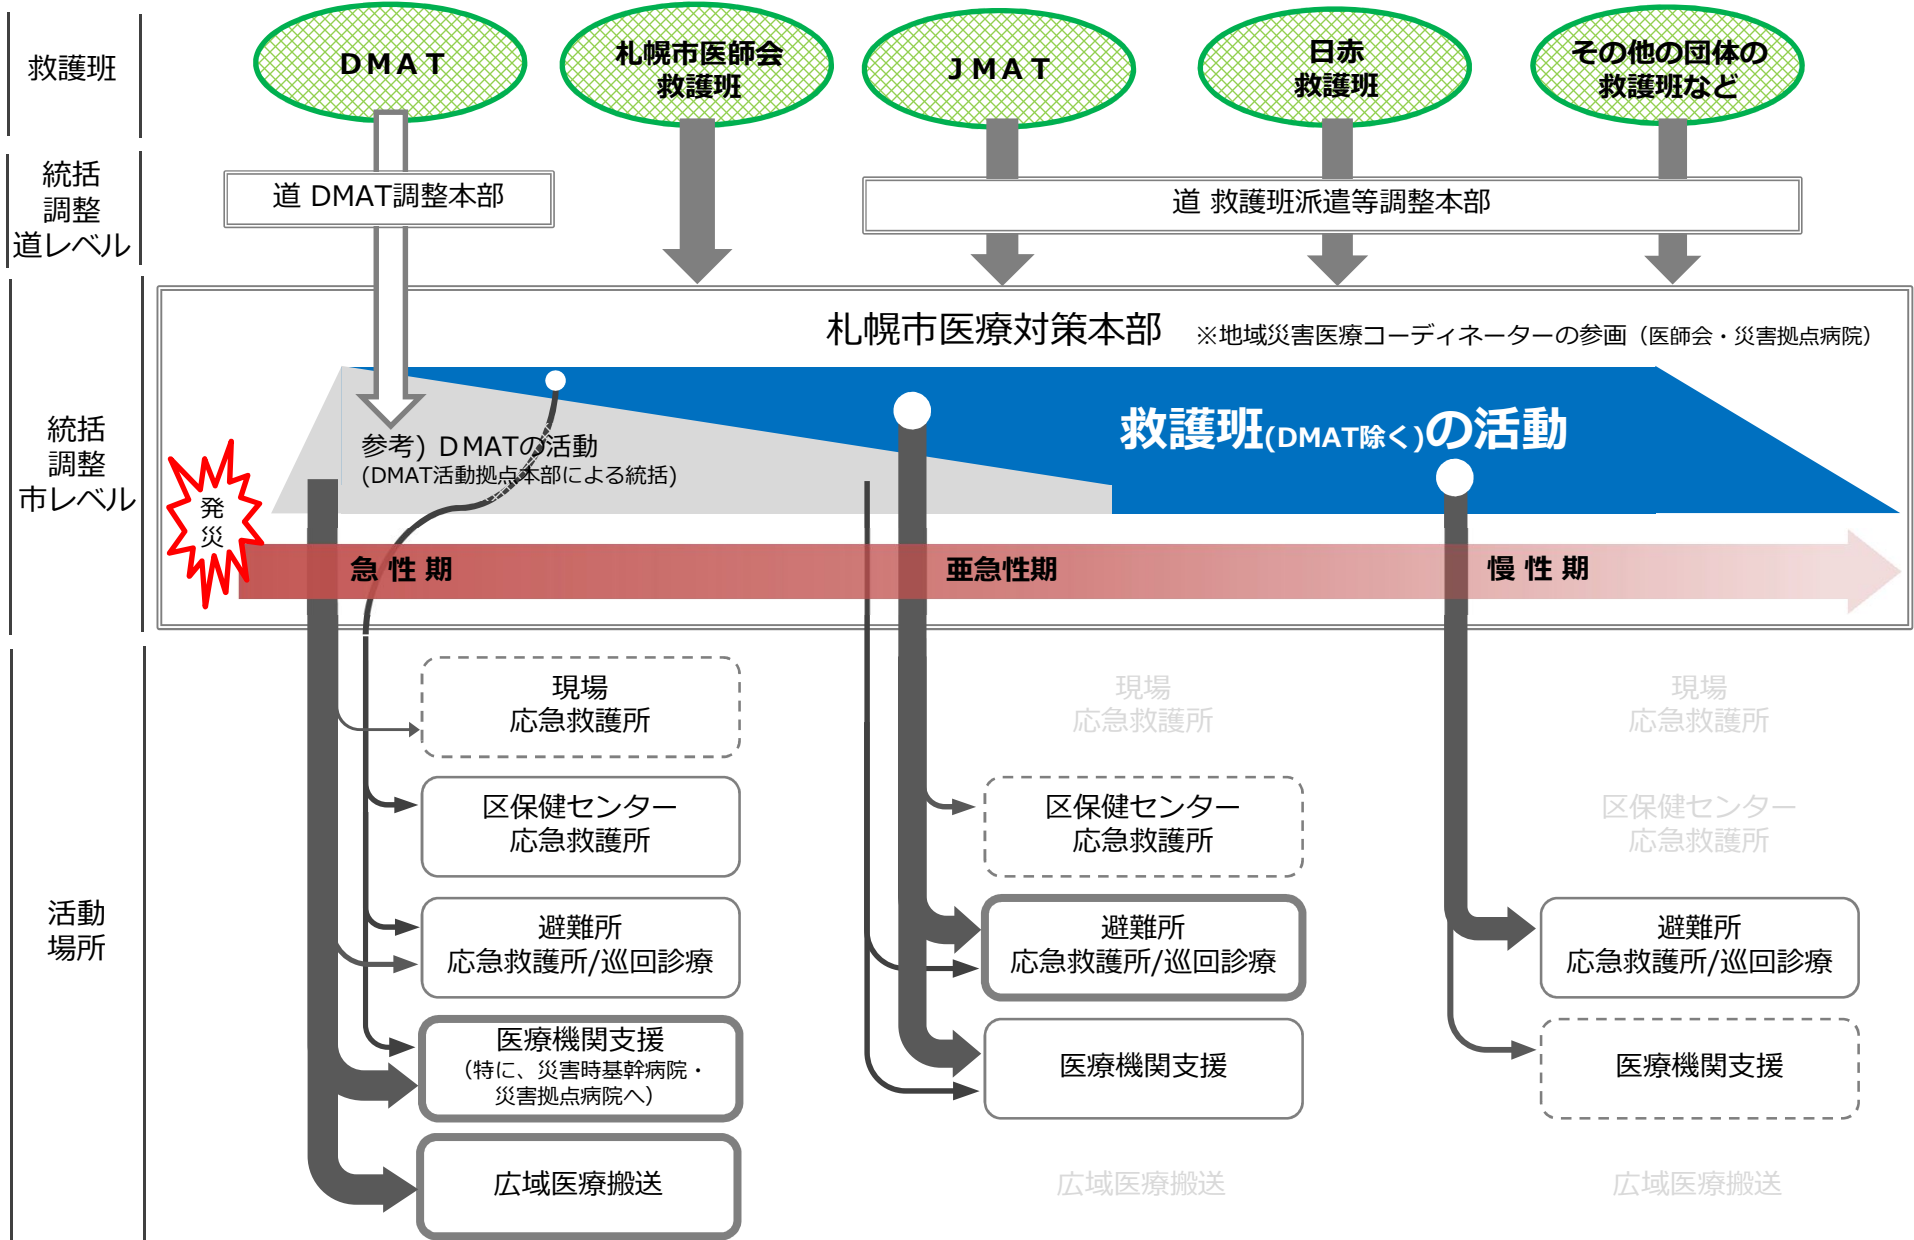 救護班
ＤＭＡＴ
札幌市医師会
救護班
ＪＭＡＴ
日赤
救護班
その他の団体の
救護班など
統括
調整
道レベル
道 DMAT調整本部
道 救護班派遣等調整本部
統括
調整
市レベル
札幌市医療対策本部 ※地域災害医療コーディネーターの参画（医師会・災害拠点病院）
参考) ＤMATの活動
(DMAT活動拠点本部による統括)
救護班(DMAT除く)の活動
発
災
急 性 期
亜急性期
慢 性 期
活動
場所
現場
応急救護所
区保健センター
応急救護所
避難所
応急救護所/巡回診療
医療機関支援
（特に、災害時基幹病院・
災害拠点病院へ）
広域医療搬送
現場
応急救護所
区保健センター
応急救護所
避難所
応急救護所/巡回診療
医療機関支援
広域医療搬送
現場
応急救護所
区保健センター
応急救護所
避難所
応急救護所/巡回診療
医療機関支援
広域医療搬送